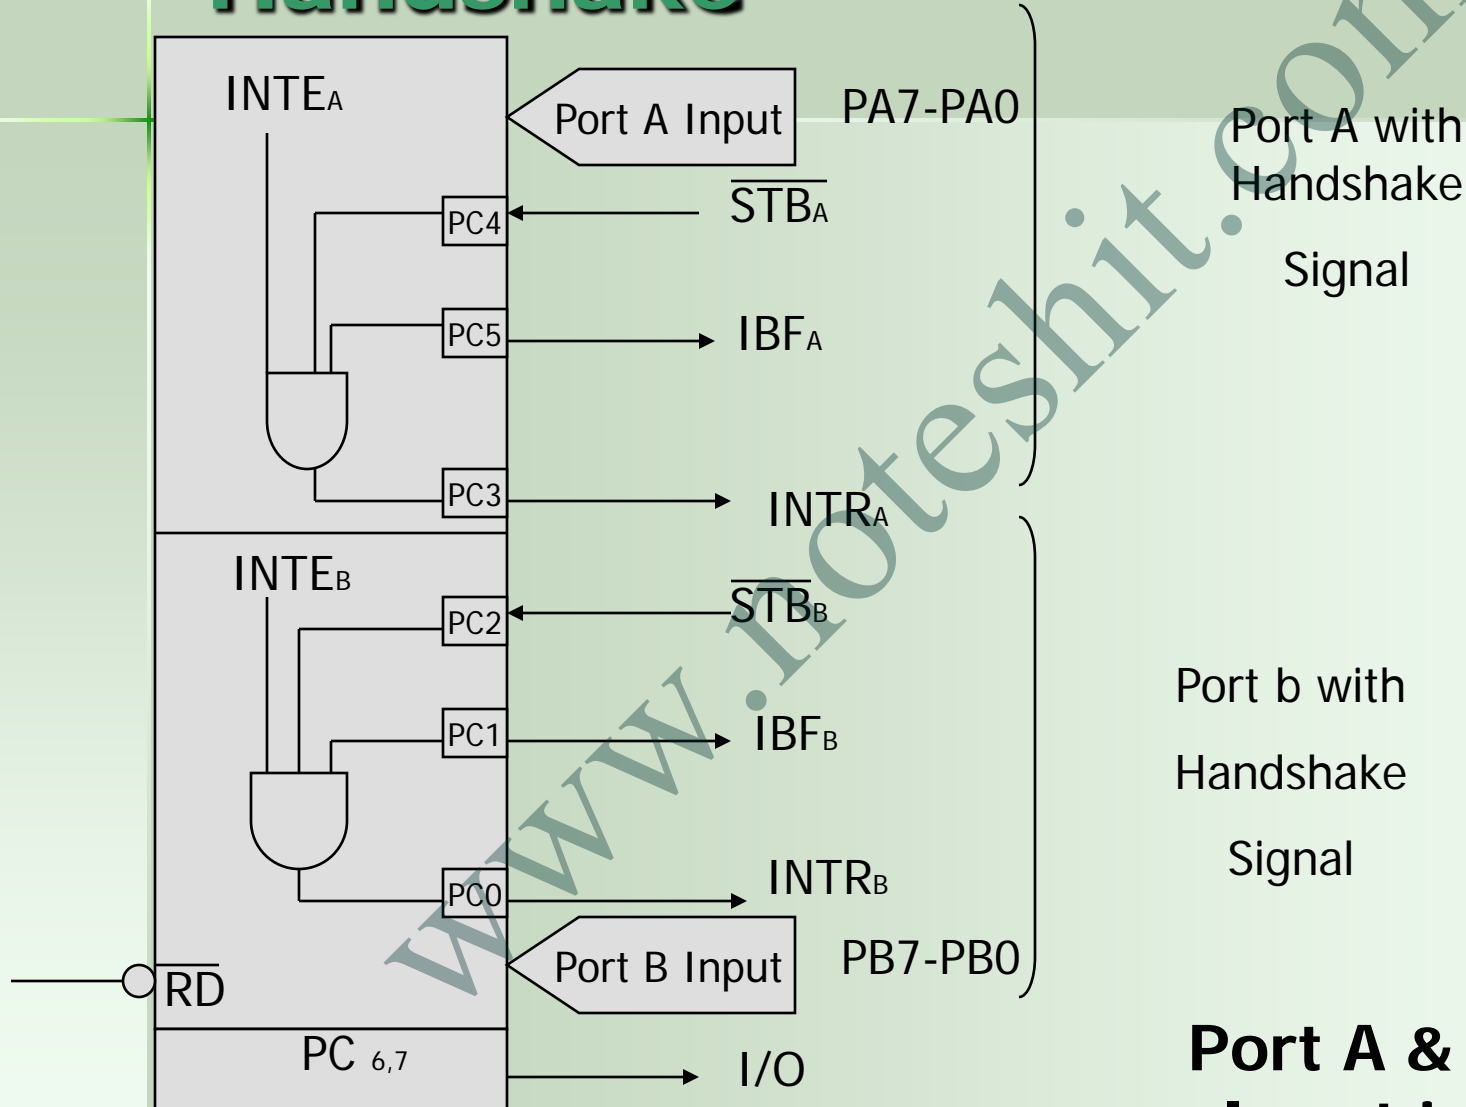 Handshake
INTEA
Port A Input
PA7-PA0
Port A with
Handshake
Signal
PC4
STBA
PC5
IBFA
PC3
INTRA
INTEB
PC2
STBB
PC1
IBFB
Port b with
Handshake
Signal
PC0
INTRB
Port B Input
PB7-PB0
RD
PC 6,7
I/O
Port A &
www.noteshit.com